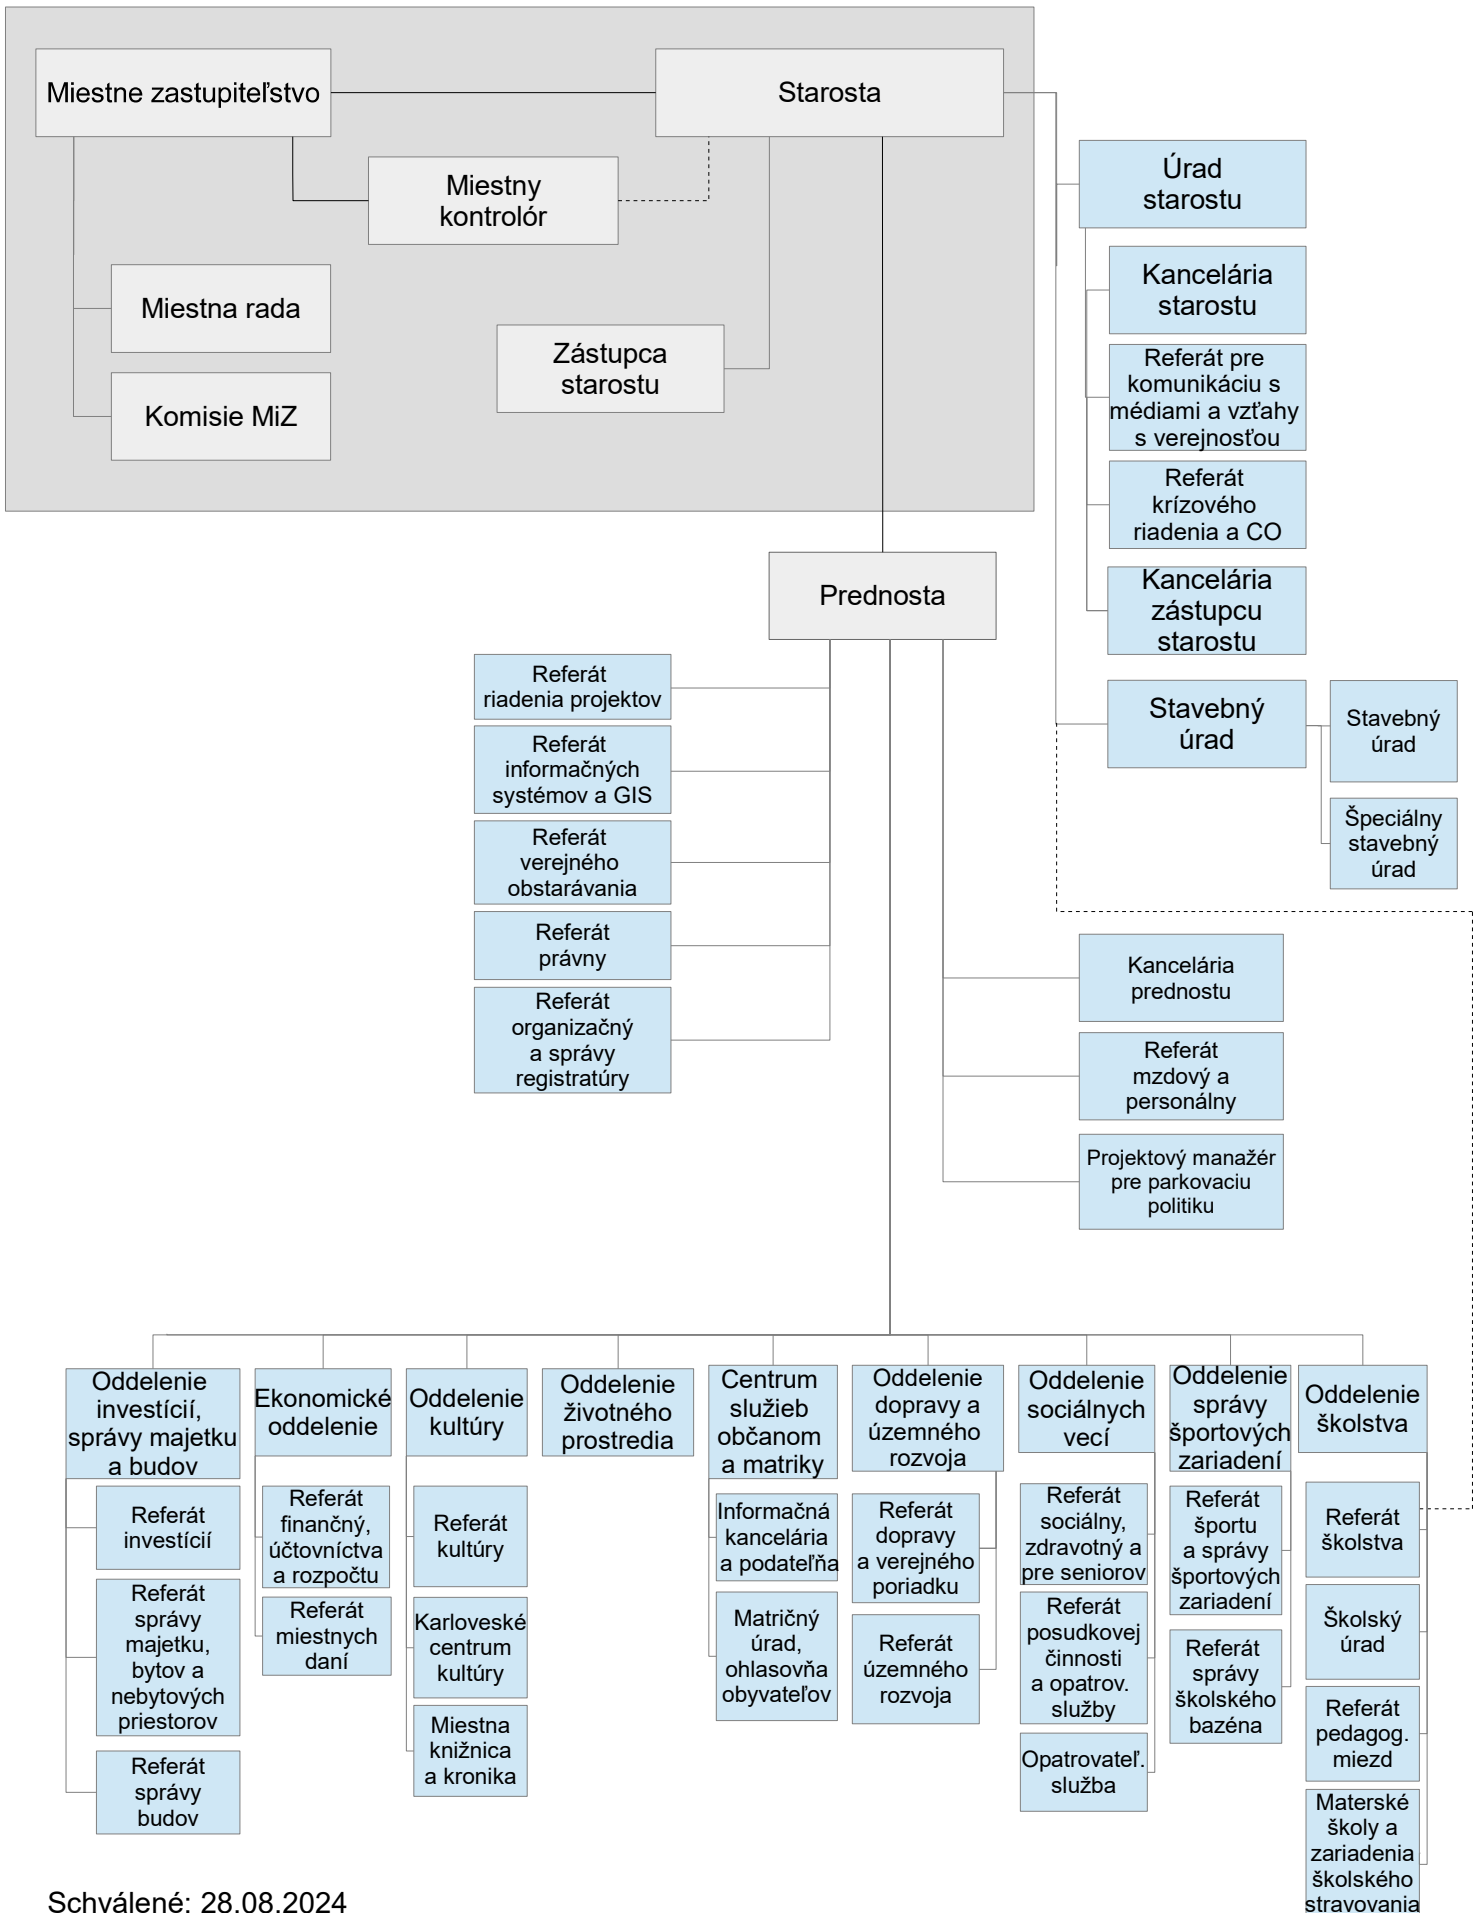 Miestne zastupiteľstvo
Starosta
Miestny
kontrolór
Miestna rada
Zástupca
starostu
Komisie MiZ
Úrad
starostu
Kancelária
starostu
Referát pre
komunikáciu s
médiami a vzťahy
s verejnosťou
Referát
krízového
riadenia a CO
Kancelária
zástupcu
starostu
Stavebný
úrad
Stavebný
úrad
Špeciálny
stavebný
úrad
Prednosta
Referát
riadenia projektov
Referát
informačných
systémov a GIS
Referát
verejného
obstarávania
Referát
právny
Referát
organizačný
a správy
registratúry
Kancelária
prednostu
Referát
mzdový a
personálny
Projektový manažér
pre parkovaciu
politiku
Oddelenie
investícií,
správy majetku
a budov
Referát
investícií
Referát
správy
majetku,
bytov a
nebytových
priestorov
Referát
správy
budov
Ekonomické
oddelenie
Referát
finančný,
účtovníctva
a rozpočtu
Referát
miestnych
daní
Oddelenie
kultúry
Referát
kultúry
Karloveské
centrum
kultúry
Miestna
knižnica
a kronika
Oddelenie
životného
prostredia
Centrum
služieb
občanom
a matriky
Informačná
kancelária
a podateľňa
Matričný
úrad,
ohlasovňa
obyvateľov
Oddelenie
dopravy a
územného
rozvoja
Referát
dopravy
a verejného
poriadku
Referát
územného
rozvoja
Oddelenie
sociálnych
vecí
Referát
sociálny,
zdravotný a
pre seniorov
Referát
posudkovej
činnosti
a opatrov.
služby
Opatrovateľ.
služba
Oddelenie
správy
športových
zariadení
Referát
športu
a správy
športových
zariadení
Referát
správy
školského
bazéna
Oddelenie
školstva
Referát
školstva
Školský
úrad
Referát
pedagog.
miezd
Materské
školy a
zariadenia
školského
stravovania
Schválené: 28.08.2024